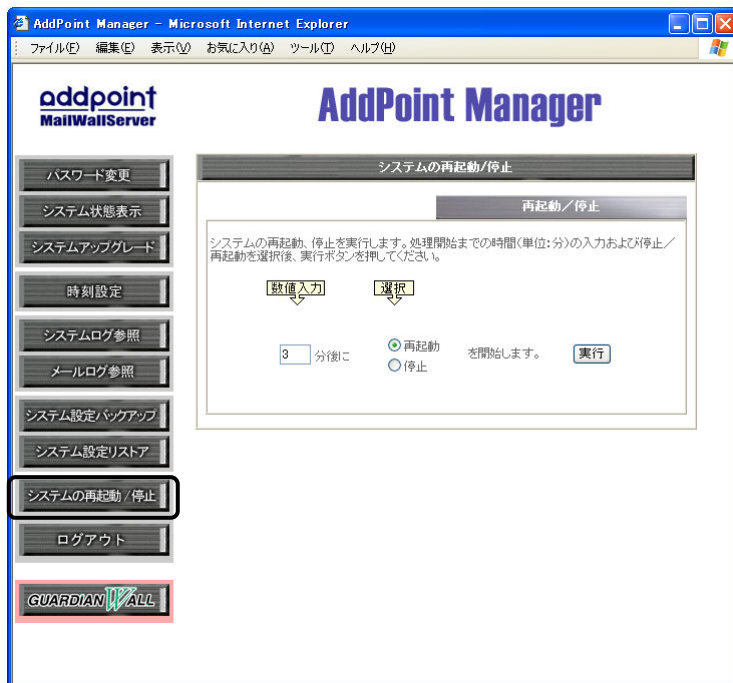 AddPoint Manager - Microsoft Internet Explorer
ファイル(F) 編集(E) 表示(V) お気に入り(A) ツール(T) ヘルプ(H)
addpoint
MailWallServer
AddPoint Manager
パスワード変更
システム状態表示
システムアップグレード
時刻設定
システムログ参照
メールログ参照
システム設定バックアップ
システム設定リストア
システムの再起動/停止
ログアウト
GUARDIANWALL
システムの再起動/停止
再起動/停止
システムの再起動、停止を実行します。処理開始までの時間(単位:分)の入力および停止/
再起動を選択後、実行ボタンを押してください。
数値入力 選択
3 分後に 再起動 を開始します。 実行
停止